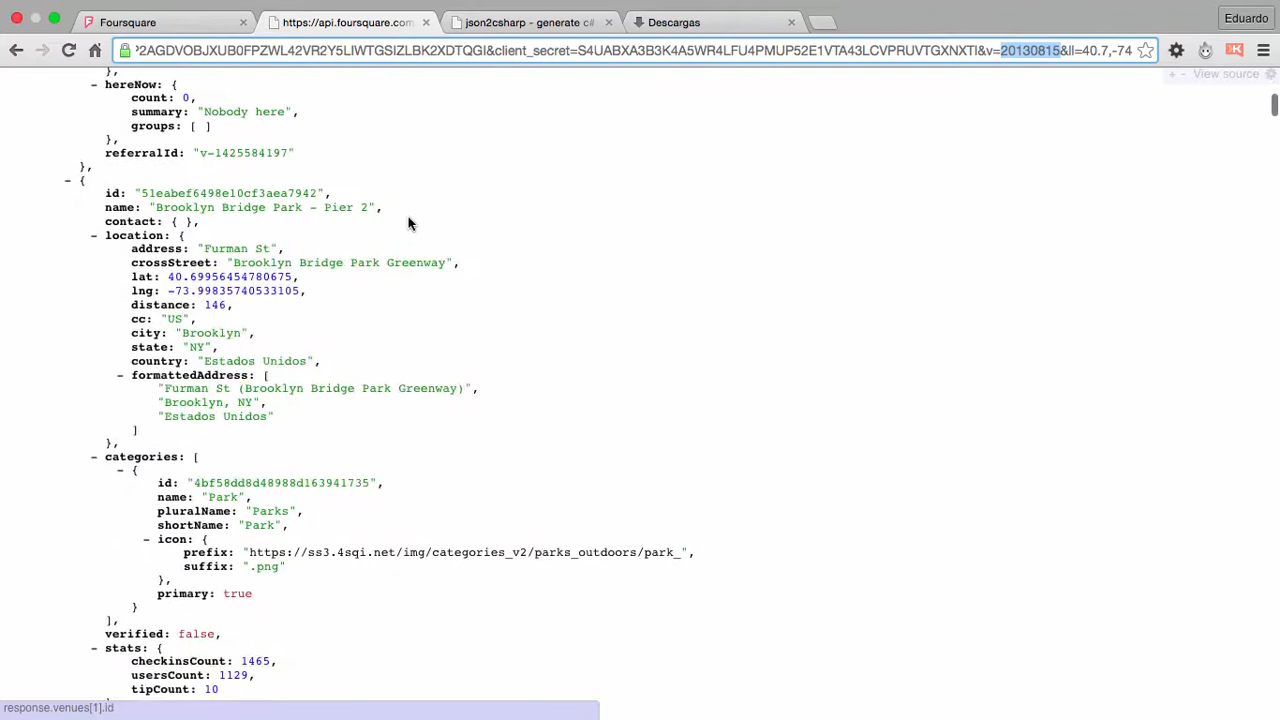 Foursquare
https://api.foursquare.com
json2csharp - generate c#
Descargas
Eduardo
?2AGDVOBJXUB0FPZWL42VR2Y5LIWTGSIZLBK2XDTQGI&client_secret=S4UABXA3B3K4A5WR4LFU4PMUP52E1VTA43LCVPRUVTGXNXTI&v=20130815&ll=40.7,-74
+ - View source
},
- hereNow: {
count: 0,
summary: "Nobody here",
groups: [ ]
},
referralId: "v-1425584197"
},
- {
id: "51eabef6498e10cf3aea7942",
name: "Brooklyn Bridge Park - Pier 2",
contact: { },
- location: {
address: "Furman St",
crossStreet: "Brooklyn Bridge Park Greenway",
lat: 40.69956454780675,
lng: -73.99835740533105,
distance: 146,
cc: "US",
city: "Brooklyn",
state: "NY",
country: "Estados Unidos",
- formattedAddress: [
"Furman St (Brooklyn Bridge Park Greenway)",
"Brooklyn, NY",
"Estados Unidos"
]
},
- categories: [
- {
id: "4bf58dd8d48988d163941735",
name: "Park",
pluralName: "Parks",
shortName: "Park",
- icon: {
prefix: "https://ss3.4sqi.net/img/categories_v2/parks_outdoors/park_",
suffix: ".png"
},
primary: true
}
],
verified: false,
- stats: {
checkinsCount: 1465,
usersCount: 1129,
tipCount: 10
response.venues[1].id